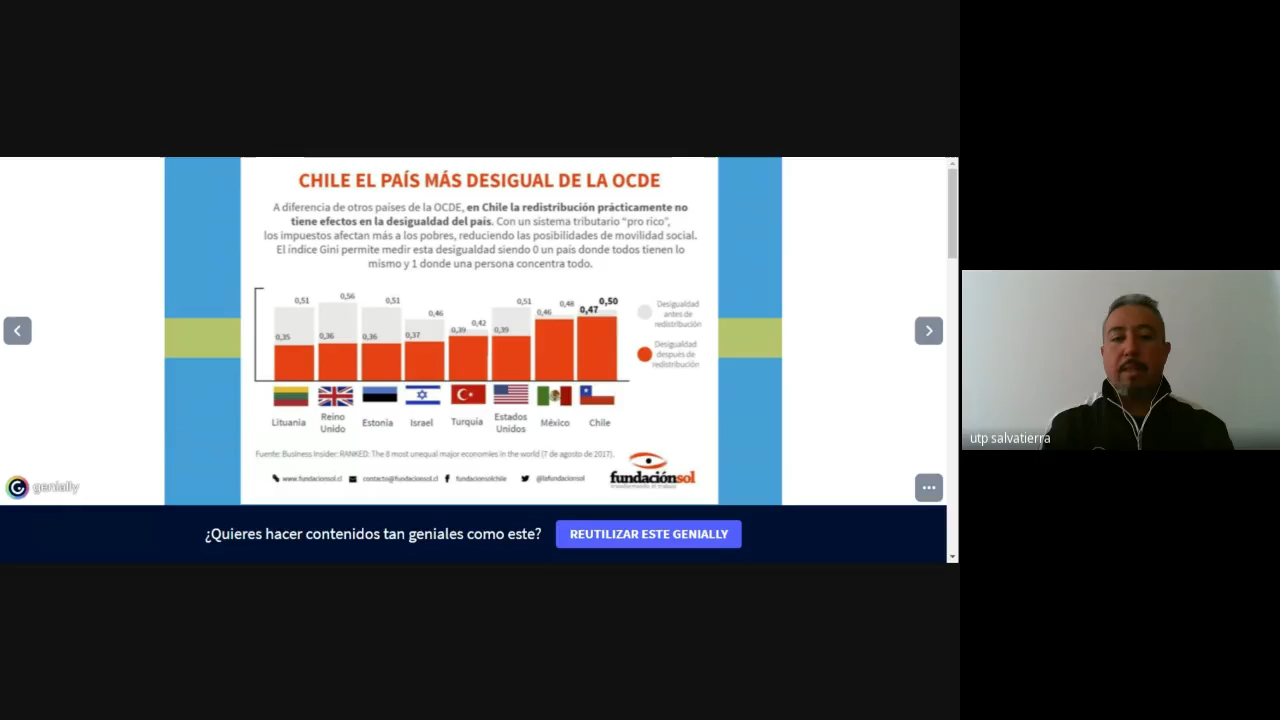 CHILE EL PAÍS MÁS DESIGUAL DE LA OCDE
A diferencia de otros países de la OCDE, en Chile la redistribución prácticamente no
tiene efectos en la desigualdad del país. Con un sistema tributario "pro rico",
los impuestos afectan más a los pobres, reduciendo las posibilidades de movilidad social.
El índice Gini permite medir esta desigualdad siendo 0 un país donde todos tienen lo
mismo y 1 donde una persona concentra todo.
0,51 0,56 0,51 0,46 0,42 0,51 0,48 0,50
0,35 0,36 0,36 0,37 0,39 0,39 0,46 0,47
Desigualdad
antes de
redistribución
Desigualdad
después de
redistribución
Lituania
Reino
Unido
Estonia
Israel
Turquía
Estados
Unidos
México
Chile
Fuente: Business Insider: RANKED: The 8 most unequal major economies in the world (7 de agosto de 2017).
www.fundacionsol.cl contacto@fundacionsol.cl fundacionsolchile @lafundacionsol
fundaciónsol
transformando el trabajo
genially
¿Quieres hacer contenidos tan geniales como este? REUTILIZAR ESTE GENIALLY
utp salvatierra